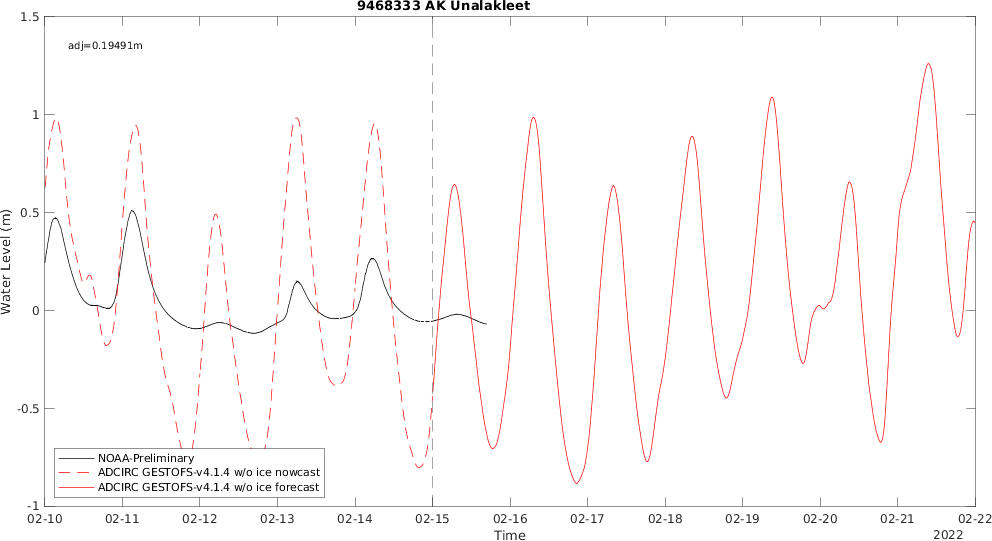 9468333 AK Unalakleet
adj=0.19491m
Water Level (m)
1.5
1
0.5
0
-0.5
-1
NOAA-Preliminary
ADCIRC GESTOFS-v4.1.4 w/o ice nowcast
ADCIRC GESTOFS-v4.1.4 w/o ice forecast
02-10 02-11 02-12 02-13 02-14 02-15 02-16 02-17 02-18 02-19 02-20 02-21 02-22
Time
2022